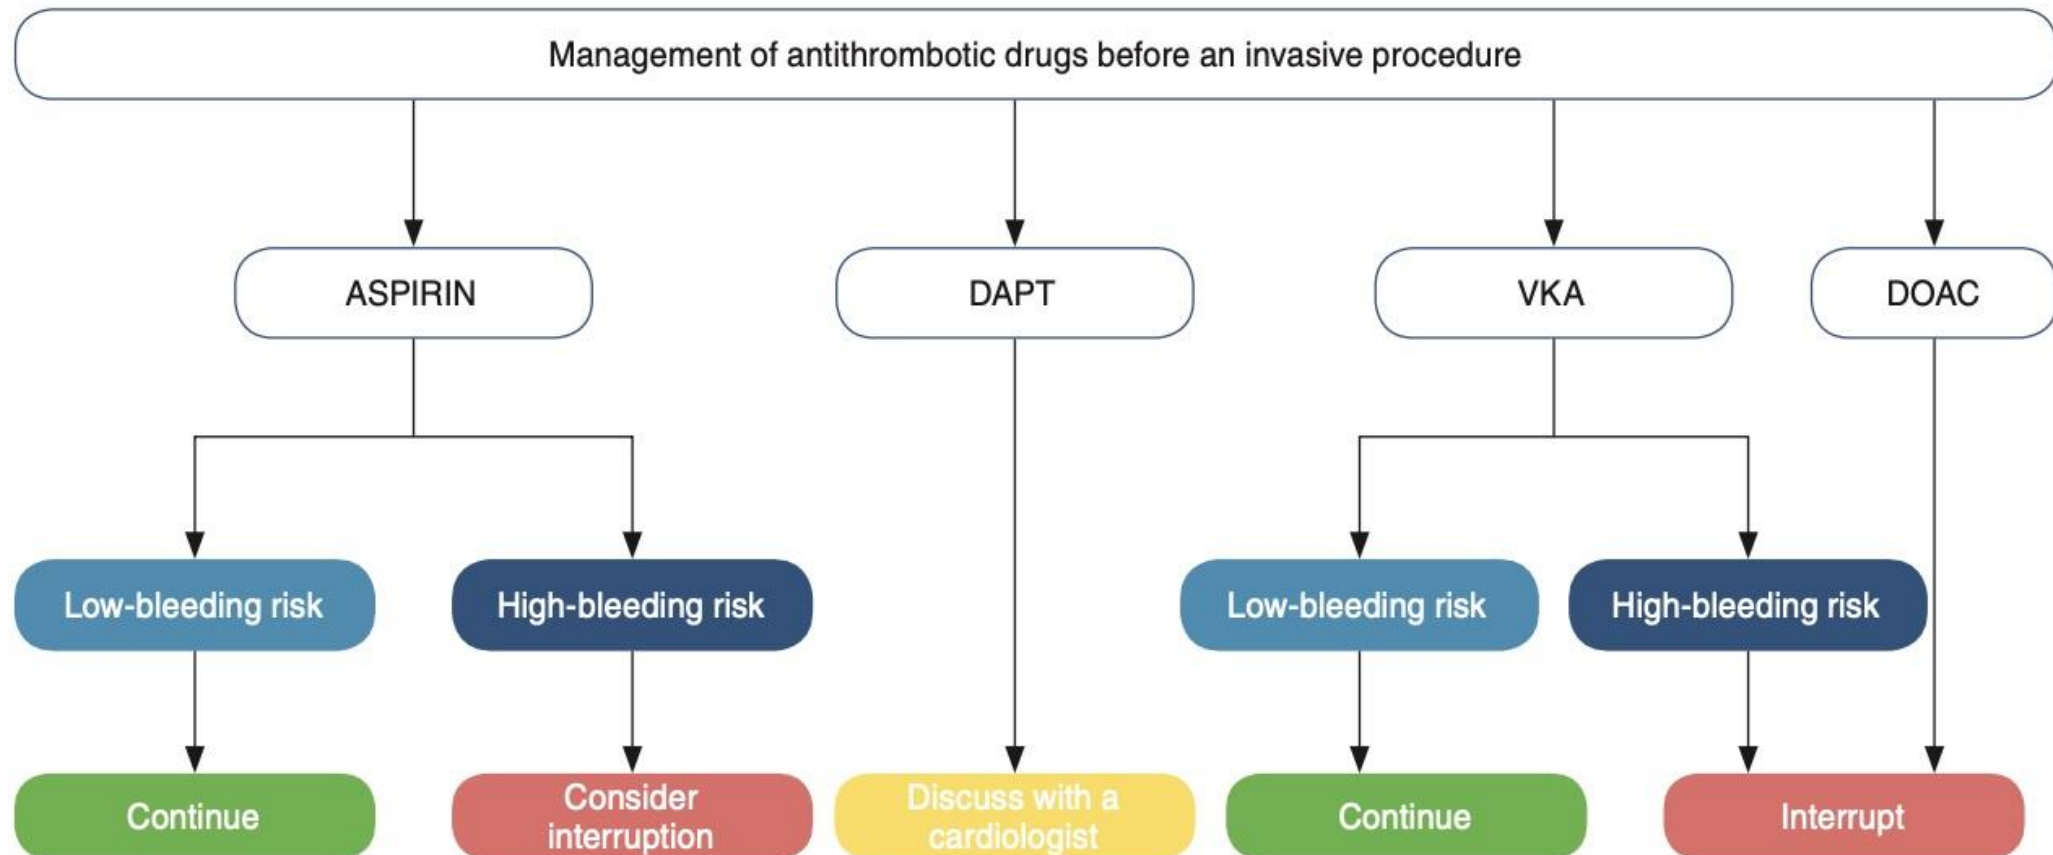 Management of antithrombotic drugs before an invasive procedure
ASPIRIN
DAPT
VKA
DOAC
Low-bleeding risk
High-bleeding risk
Low-bleeding risk
High-bleeding risk
Continue
Consider
interruption
Discuss with a
cardiologist
Continue
Interrupt